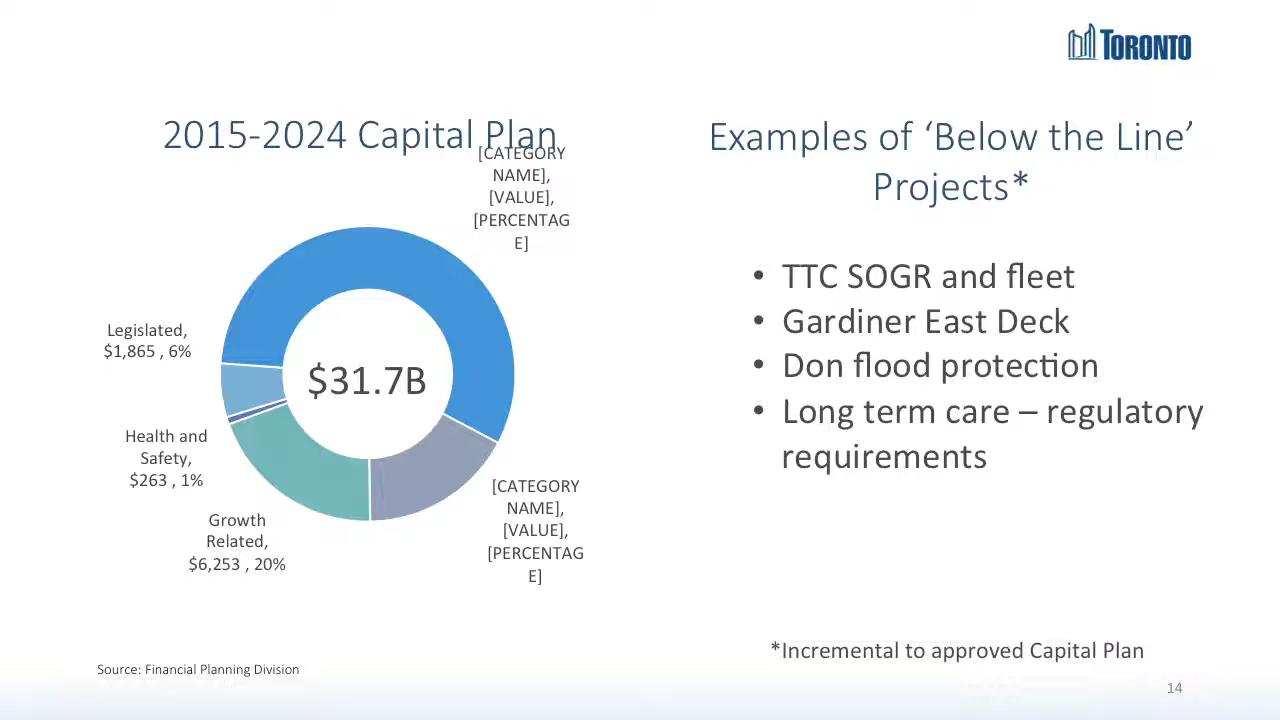 TORONTO
2015-2024 Capital Plan
[CATEGORY
NAME],
[VALUE],
[PERCENTAG
E]
Legislated,
$1,865 , 6%
$31.7B
Health and
Safety,
$263 , 1%
Growth
Related,
$6,253 , 20%
[CATEGORY
NAME],
[VALUE],
[PERCENTAG
E]
Source: Financial Planning Division
Examples of ‘Below the Line’
Projects*
• TTC SOGR and fleet
• Gardiner East Deck
• Don flood protection
• Long term care – regulatory
requirements
*Incremental to approved Capital Plan
14